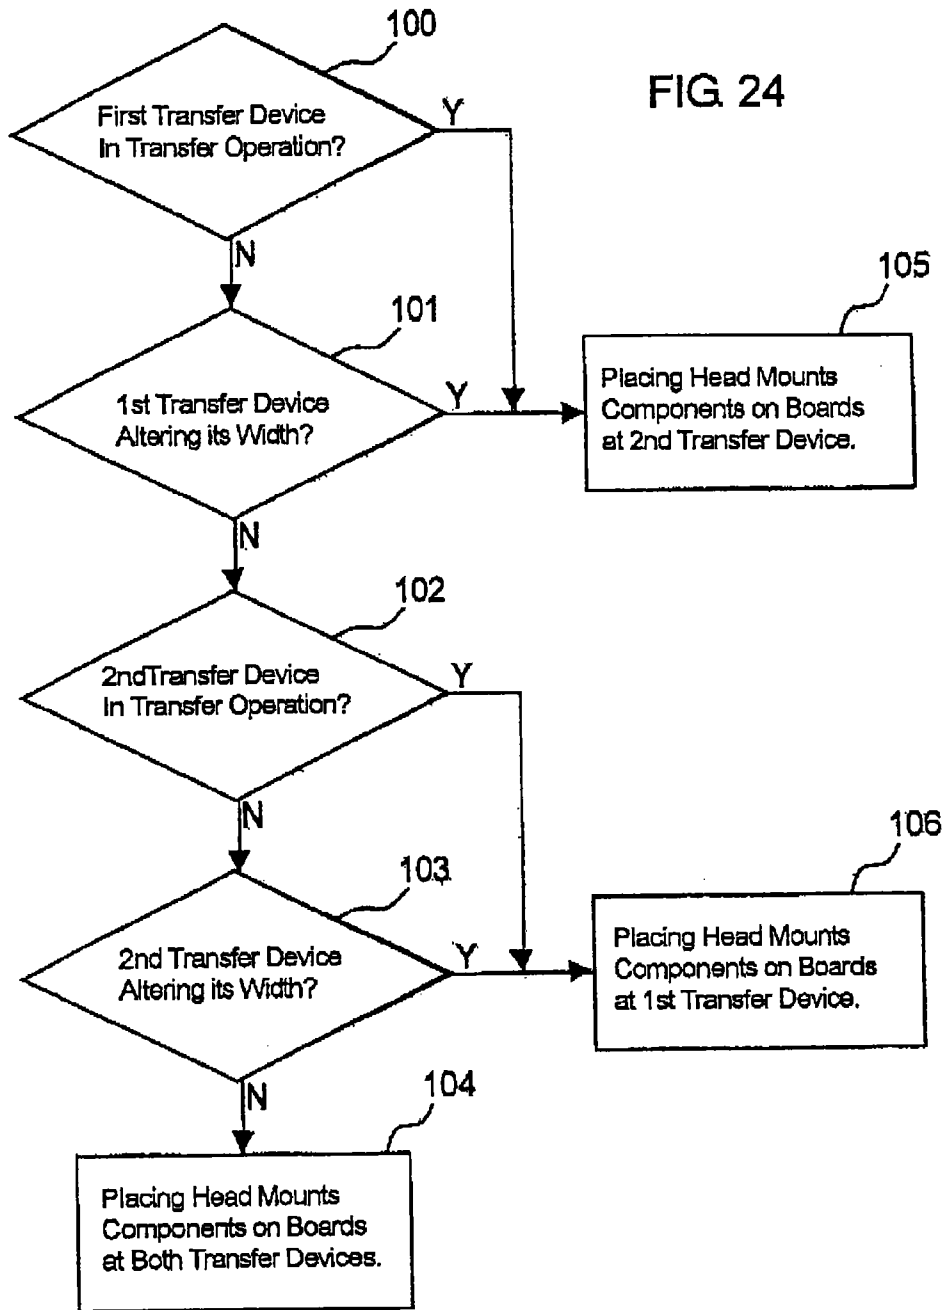 100
FIG. 24
First Transfer Device
In Transfer Operation?
Y
N
101
105
1st Transfer Device
Altering its Width?
Y
Placing Head Mounts
Components on Boards
at 2nd Transfer Device.
N
102
2ndTransfer Device
In Transfer Operation?
Y
N
103
106
2nd Transfer Device
Altering its Width?
Y
Placing Head Mounts
Components on Boards
at 1st Transfer Device.
N
104
Placing Head Mounts
Components on Boards
at Both Transfer Devices.